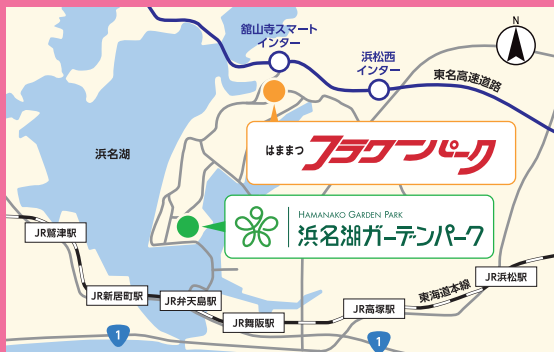 舘山寺スマート
インター
N
浜松西
インター
東名高速道路
はままつ フラワーパーク
浜名湖
HAMANAKO GARDEN PARK
浜名湖ガーデンパーク
JR鷲津駅
JR新居町駅
JR弁天島駅
JR舞阪駅
JR高塚駅
東海道本線
JR浜松駅
1
1